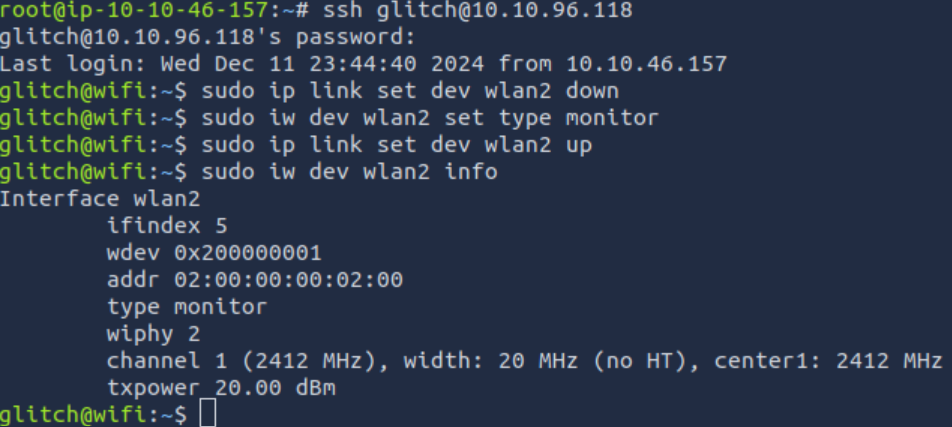 root@ip-10-10-46-157:~# ssh glitch@10.10.96.118
glitch@10.10.96.118's password:
Last login: Wed Dec 11 23:44:40 2024 from 10.10.46.157
glitch@wifi:~$ sudo ip link set dev wlan2 down
glitch@wifi:~$ sudo iw dev wlan2 set type monitor
glitch@wifi:~$ sudo ip link set dev wlan2 up
glitch@wifi:~$ sudo iw dev wlan2 info
Interface wlan2
        ifindex 5
        wdev 0x200000001
        addr 02:00:00:00:02:00
        type monitor
        wiphy 2
        channel 1 (2412 MHz), width: 20 MHz (no HT), center1: 2412 MHz
        txpower 20.00 dBm
glitch@wifi:~$